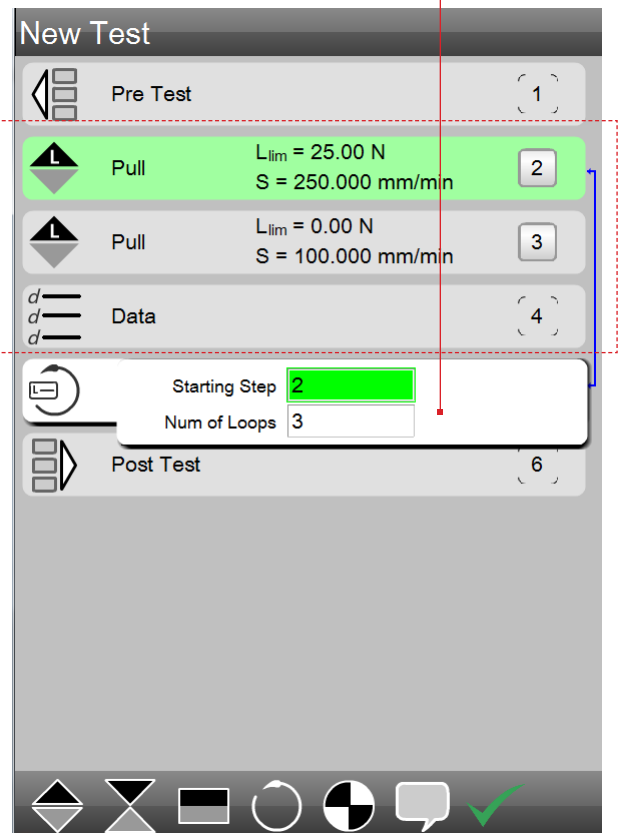 New Test
Pre Test 1
Pull Llim = 25.00 N 2
S = 250.000 mm/min
Pull Llim = 0.00 N 3
S = 100.000 mm/min
d
d Data 4
d
L Starting Step 2
Num of Loops 3
Post Test 6